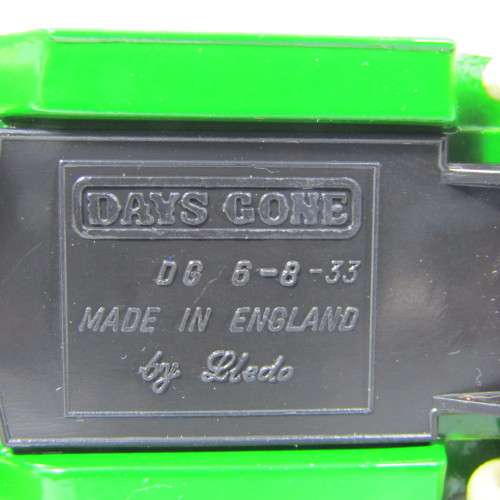 DAYS GONE
DG 6-8-33
MADE IN ENGLAND
by Lledo